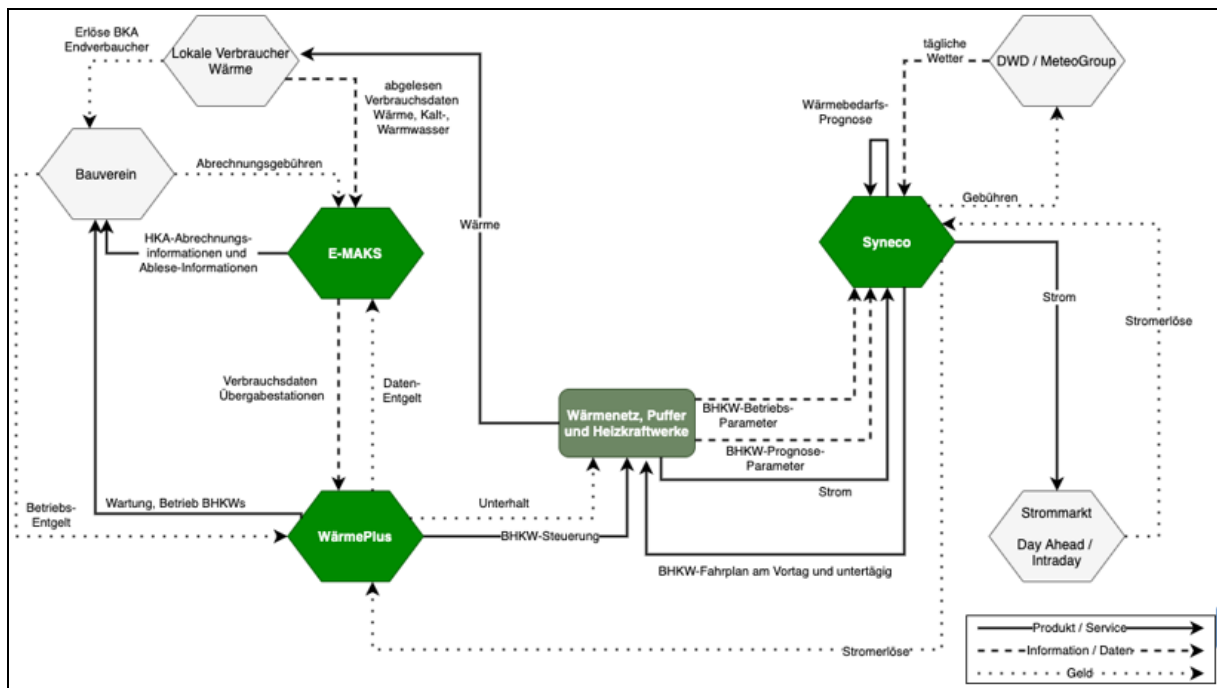 Erlöse BKA
Endverbaucher
Lokale Verbraucher
Wärme
abgelesen
Verbrauchsdaten
Wärme, Kalt-,
Warmwasser
tägliche
Wetter
DWD / MeteoGroup
Wärmebedarfs-
Prognose
Bauverein
Abrechnungsgebühren
Gebühren
HKA-Abrechnungs-
informationen und
Ablese-Informationen
E-MAKS
Wärme
Syneco
Strom
Stromerlöse
Verbrauchsdaten
Übergabestationen
Daten-
Entgelt
Wärmenetz, Puffer
und Heizkraftwerke
BHKW-Betriebs-
Parameter
BHKW-Prognose-
Parameter
Strom
Betriebs-
Entgelt
Wartung, Betrieb BHKWs
WärmePlus
Unterhalt
BHKW-Steuerung
BHKW-Fahrplan am Vortag und untertägig
Strommarkt
Day Ahead /
Intraday
Stromerlöse
Produkt / Service
Information / Daten
Geld